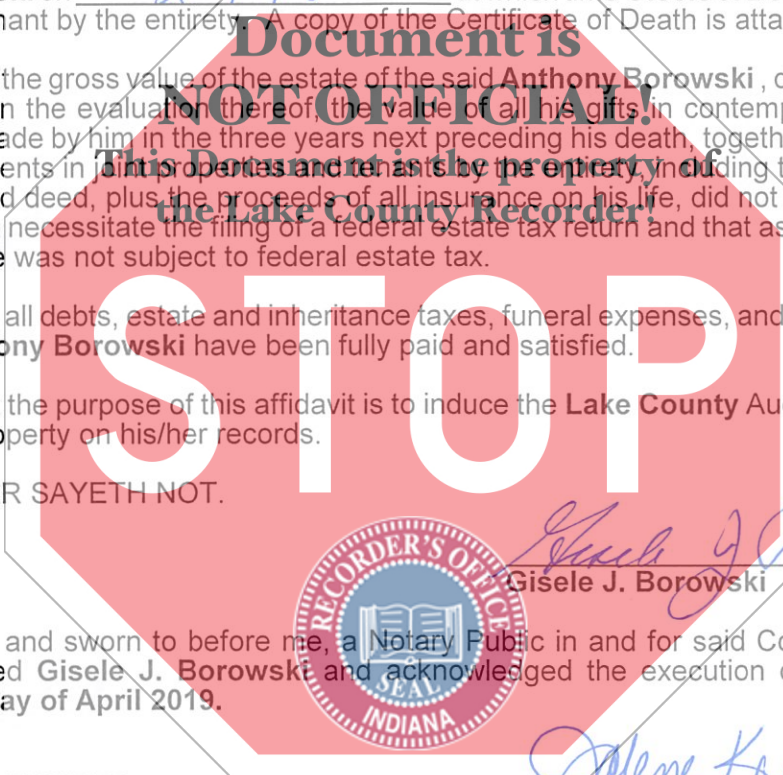 nant by the entirety. A copy of the Certificate of Death is atta
Document is
the gross value of the estate of the said Anthony Borowski , d
n the evaluation thereof, the value of all his gifts in contemp
NOT OFFICIAL!
ade by him in the three years next preceding his death, togeth
ents in joint properties and tenants by the entirety, including t
This Document is the property of
d deed, plus the proceeds of all insurance on his life, did not
the Lake County Recorder!
necessitate the filing of a federal estate tax return and that as
e was not subject to federal estate tax.
STOP
all debts, estate and inheritance taxes, funeral expenses, and
ony Borowski have been fully paid and satisfied.
the purpose of this affidavit is to induce the Lake County Au
operty on his/her records.
R SAYETH NOT.
Gisele J
Gisele J. Borowski
RECORDER'S OFFICE
SEAL
INDIANA
and sworn to before me, a Notary Public in and for said Co
ed Gisele J. Borowski and acknowledged the execution o
ay of April 2019.